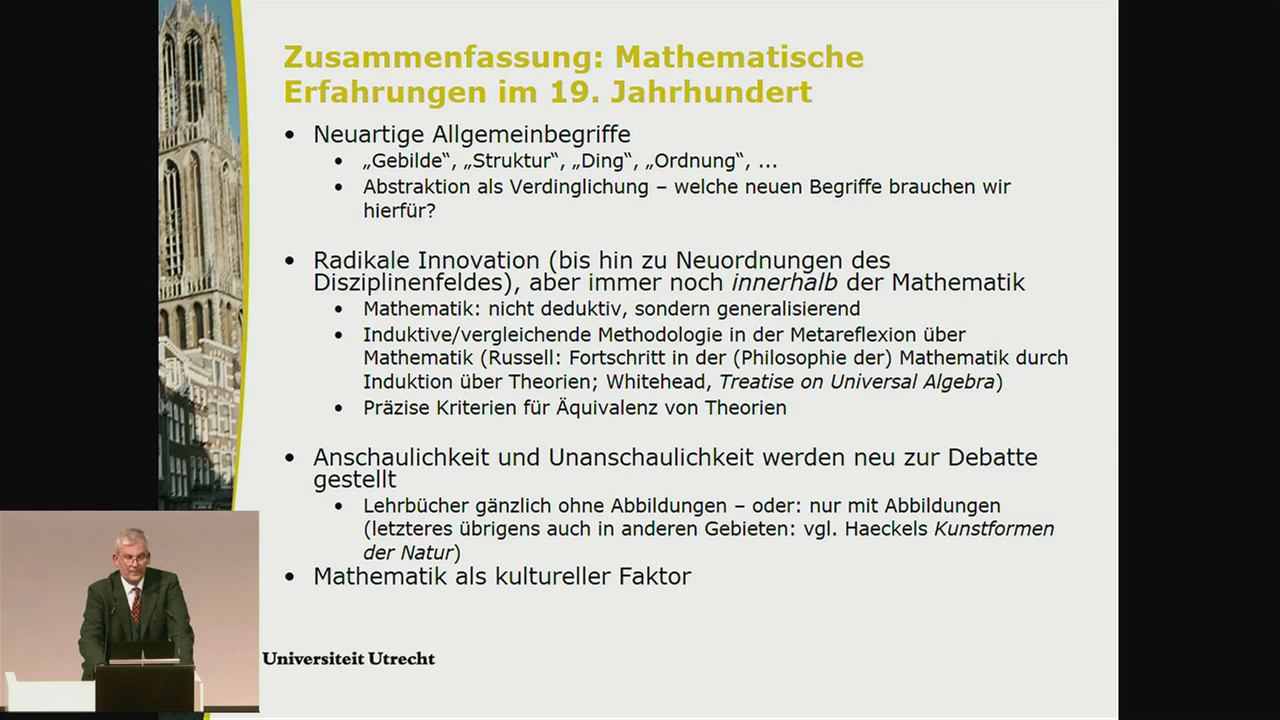 Zusammenfassung: Mathematische
Erfahrungen im 19. Jahrhundert
• Neuartige Allgemeinbegriffe
• „Gebilde“, „Struktur“, „Ding“, „Ordnung“, ...
• Abstraktion als Verdinglichung – welche neuen Begriffe brauchen wir
hierfür?
• Radikale Innovation (bis hin zu Neuordnungen des
Disziplinenfeldes), aber immer noch innerhalb der Mathematik
• Mathematik: nicht deduktiv, sondern generalisierend
• Induktive/vergleichende Methodologie in der Metareflexion über
Mathematik (Russell: Fortschritt in der (Philosophie der) Mathematik durch
Induktion über Theorien; Whitehead, Treatise on Universal Algebra)
• Präzise Kriterien für Äquivalenz von Theorien
• Anschaulichkeit und Unanschaulichkeit werden neu zur Debatte
gestellt
• Lehrbücher gänzlich ohne Abbildungen – oder: nur mit Abbildungen
(letzteres übrigens auch in anderen Gebieten: vgl. Haeckels Kunstformen
der Natur)
• Mathematik als kultureller Faktor
Universiteit Utrecht